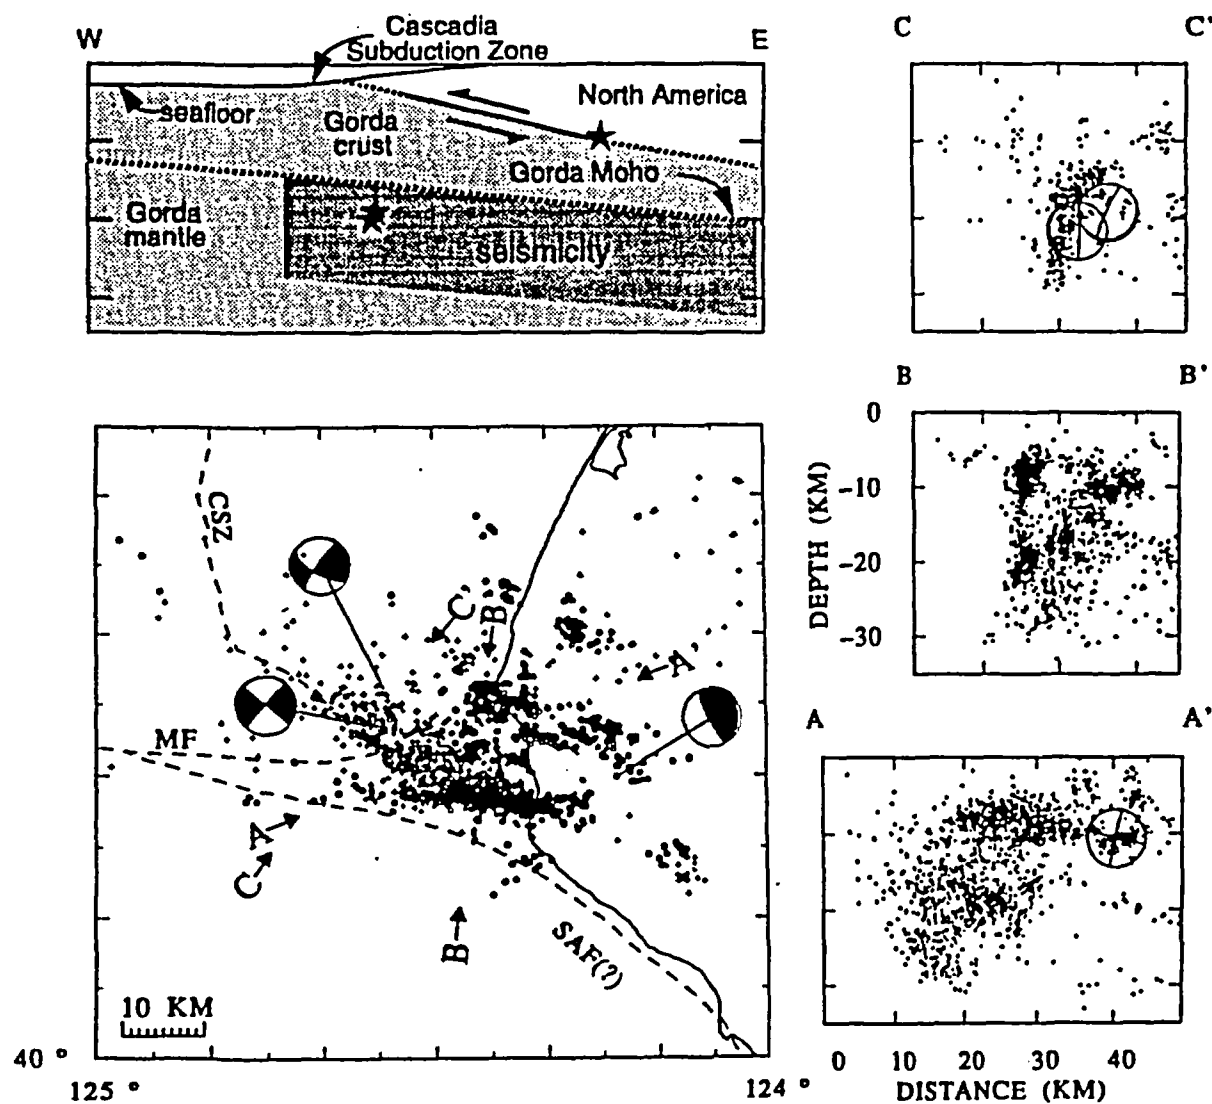 W
Cascadia
Subduction Zone
E
seafloor
Gorda
crust
North America
Gorda Moho
Gorda
mantle
seismicity
C
C'
B
B'
0
-10
-20
-30
DEPTH (KM)
A
A'
0 10 20 30 40
DISTANCE (KM)
CSZ
C'
B'
A'
MF
A
C
B
SAF(?)
10 KM
40 °
125 °
124 °